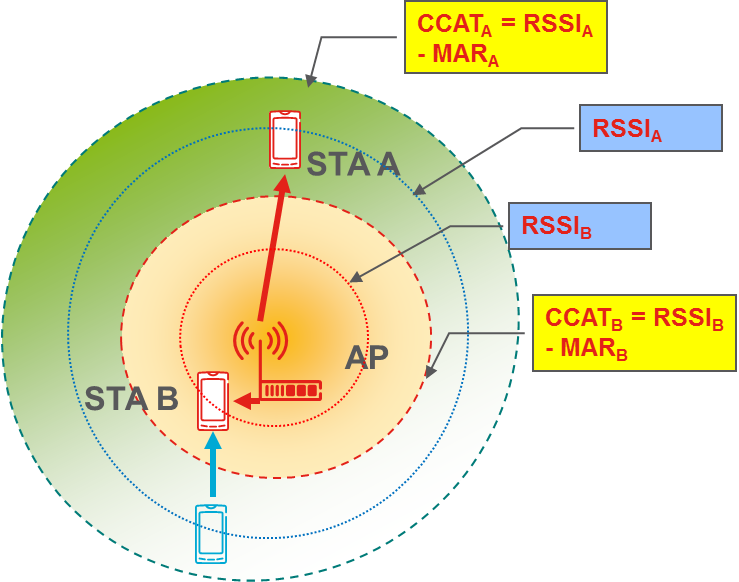 CCATA = RSSIA
- MARA
RSSIA
STA A
RSSIB
CCATB = RSSIB
- MARB
AP
STA B